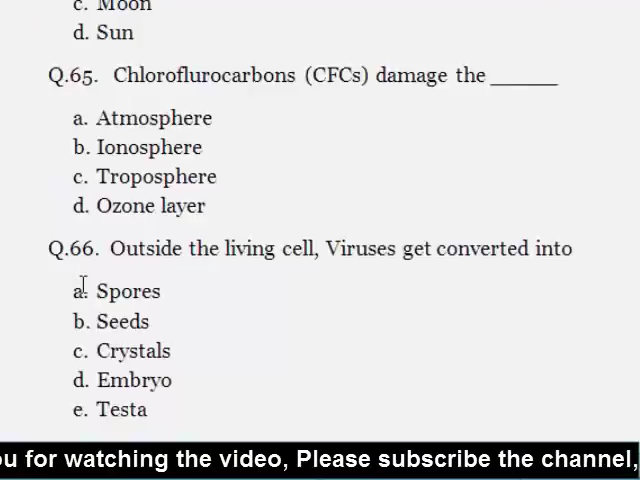 c. Moon
d. Sun
Q.65. Chloroflurocarbons (CFCs) damage the ______
a. Atmosphere
b. Ionosphere
c. Troposphere
d. Ozone layer
Q.66. Outside the living cell, Viruses get converted into
a. Spores
b. Seeds
c. Crystals
d. Embryo
e. Testa
for watching the video, Please subscribe the channel,